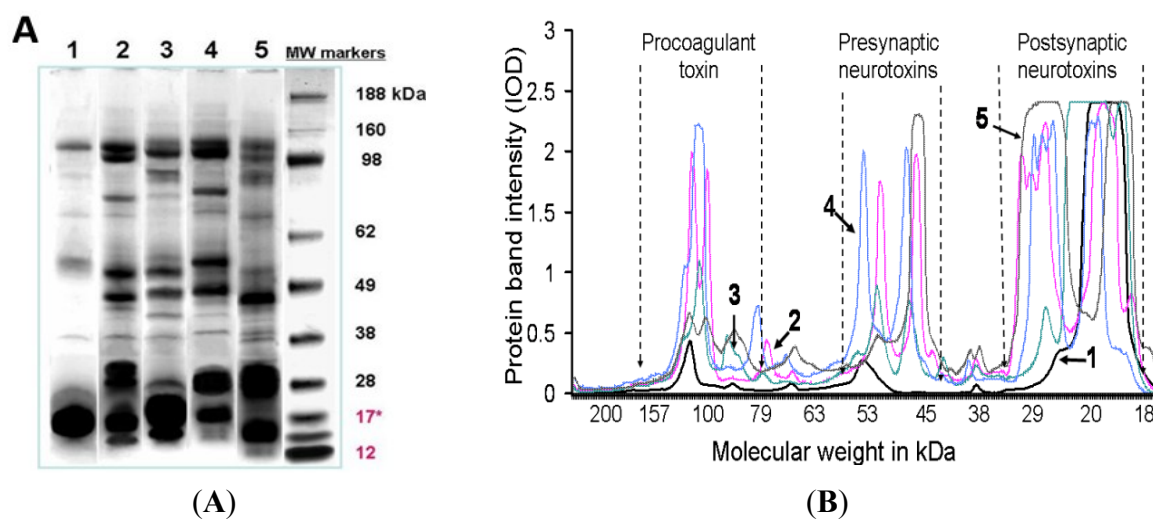 A
1 2 3 4 5 MW markers
188 kDa
160
98
62
49
38
28
17*
12
(A)
3
2.5
2
1.5
1
0.5
0
Protein band intensity (IOD)
Procoagulant
toxin
Presynaptic
neurotoxins
Postsynaptic
neurotoxins
5
4
3
2
1
200 157 100 79 63 53 45 38 29 20 18
Molecular weight in kDa
(B)